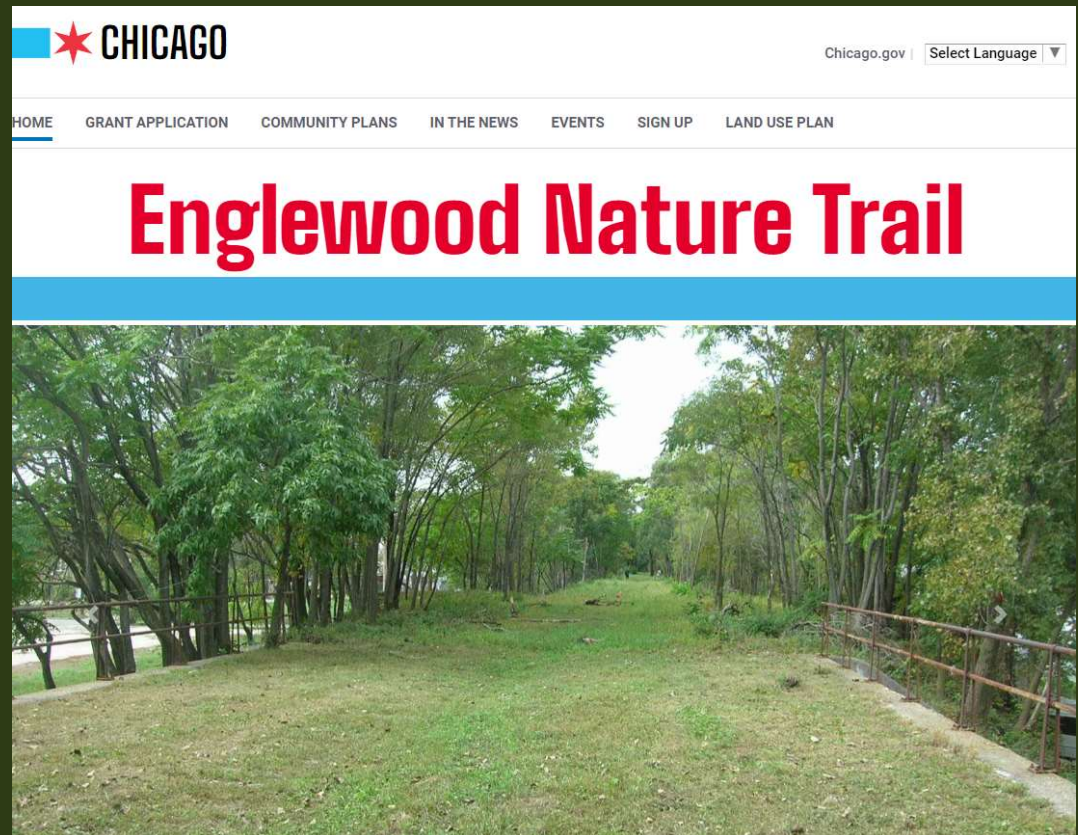 CHICAGO
Chicago.gov | Select Language ▼
HOME GRANT APPLICATION COMMUNITY PLANS IN THE NEWS EVENTS SIGN UP LAND USE PLAN
Englewood Nature Trail